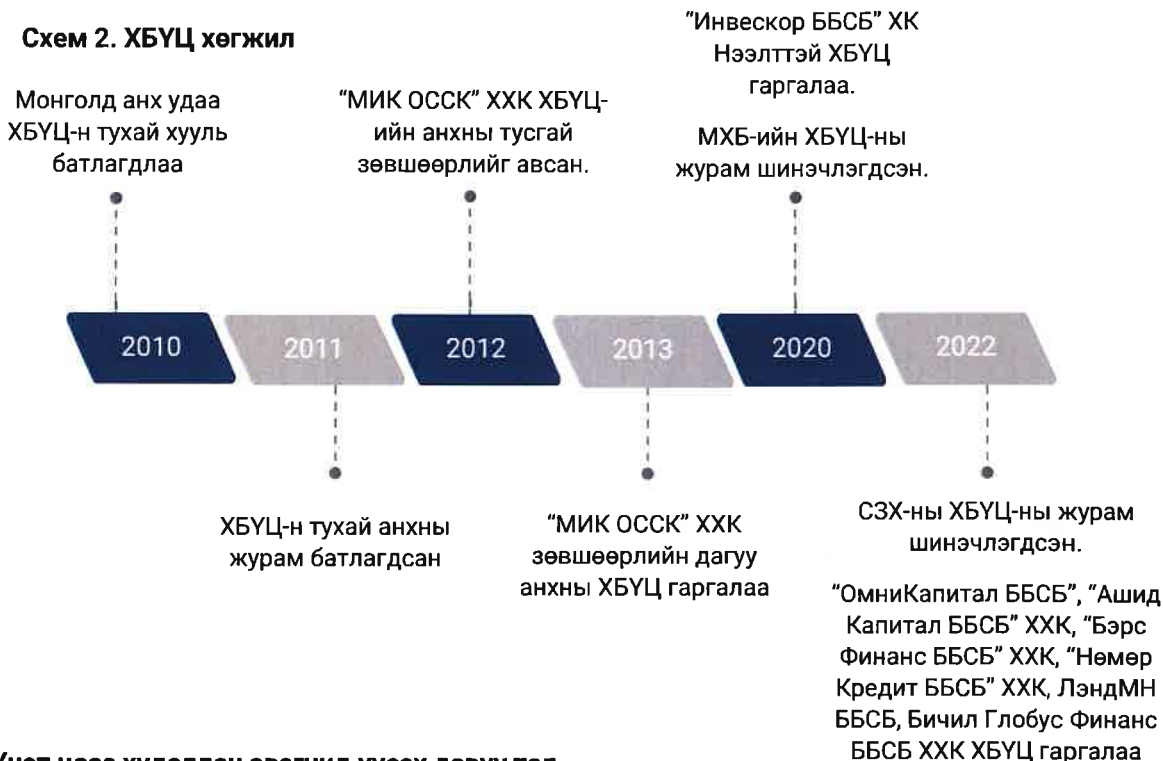 Схем 2. ХБҮЦ хөгжил
Монголд анх удаа
ХБҮЦ-н тухай хууль
батлагдлаа
"МИК ОССК" ХХК ХБҮЦ-
ийн анхны тусгай
зөвшөөрлийг авсан.
"Инвескор ББСБ" ХК
Нээлттэй ХБҮЦ
гаргалаа.
МХБ-ийн ХБҮЦ-ны
журам шинэчлэгдсэн.
2010
2011
2012
2013
2020
2022
ХБҮЦ-н тухай анхны
журам батлагдсан
"МИК ОССК" ХХК
зөвшөөрлийн дагуу
анхны ХБҮЦ гаргалаа
СЗХ-ны ХБҮЦ-ны журам
шинэчлэгдсэн.
"ОмниКапитал ББСБ", "Ашид
Капитал ББСБ" ХХК, "Бэрс
Финанс ББСБ" ХХК, "Нөмөр
Кредит ББСБ" ХХК, ЛэндМН
ББСБ, Бичил Глобус Финанс
ББСБ ХХК ХБҮЦ гаргалаа